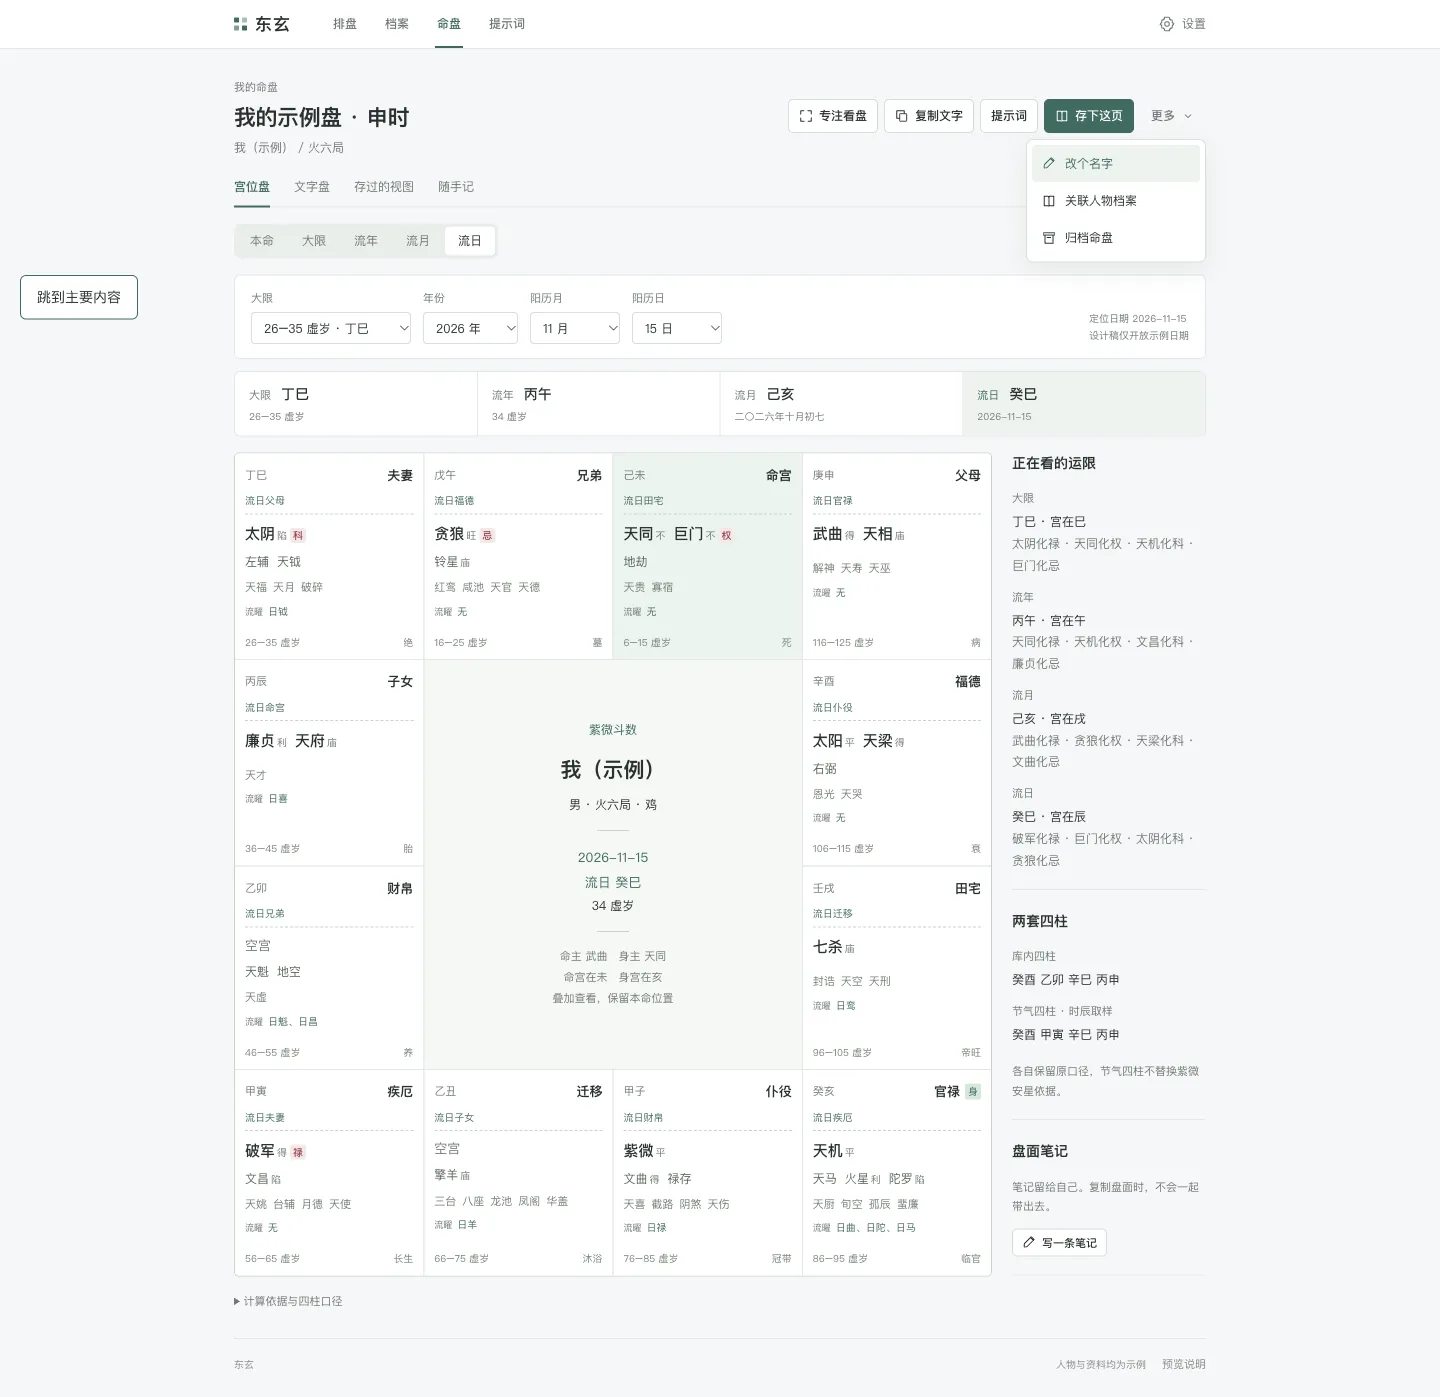 东玄
排盘 档案 命盘 提示词
设置
我的命盘
我的示例盘 · 申时
我（示例） / 火六局
专注看盘 复制文字 提示词 存下这页 更多
改个名字
关联人物档案
归档命盘
宫位盘 文字盘 存过的视图 随手记
本命 大限 流年 流月 流日
跳到主要内容
大限 年份 阳历月 阳历日
26—35 虚岁 · 丁巳 2026 年 11 月 15 日
定位日期 2026-11-15
设计稿仅开放示例日期
大限 丁巳
26—35 虚岁
流年 丙午
34 虚岁
流月 己亥
二〇二六年十月初七
流日 癸巳
2026-11-15
丁巳 夫妻
流日父母
太阴 陷 科
左辅 天钺
天福 天月 破碎
流曜 日钺
26—35 虚岁 绝
戊午 兄弟
流日福德
贪狼 旺 忌
铃星 庙
红鸾 咸池 天官 天德
流曜 无
16—25 虚岁 墓
己未 命宫
流日田宅
天同 不 巨门 不 权
地劫
天贵 寡宿
流曜 无
6—15 虚岁 死
庚申 父母
流日官禄
武曲 得 天相 庙
解神 天寿 天巫
流曜 无
116—125 虚岁 病
丙辰 子女
流日命宫
廉贞 利 天府 庙
天才
流曜 日喜
36—45 虚岁 胎
紫微斗数
我（示例）
男 · 火六局 · 鸡
2026-11-15
流日 癸巳
34 虚岁
命主 武曲 身主 天同
命宫在未 身宫在亥
叠加查看，保留本命位置
辛酉 福德
流日仆役
太阳 平 天梁 得
右弼
恩光 天哭
流曜 无
106—115 虚岁 衰
乙卯 财帛
流日兄弟
空宫
天魁 地空
天虚
流曜 日魁、日昌
46—55 虚岁 养
壬戌 田宅
流日迁移
七杀 庙
封诰 天空 天刑
流曜 日鸾
96—105 虚岁 帝旺
甲寅 疾厄
流日夫妻
破军 得 禄
文昌 陷
天姚 台辅 月德 天使
流曜 无
56—65 虚岁 长生
乙丑 迁移
流日子女
空宫
擎羊 庙
三台 八座 龙池 凤阁 华盖
流曜 日羊
66—75 虚岁 沐浴
甲子 仆役
流日财帛
紫微 平
文曲 得 禄存
天喜 截路 阴煞 天伤
流曜 日禄
76—85 虚岁 冠带
癸亥 官禄 身
流日疾厄
天机 平
天马 火星 利 陀罗 陷
天厨 旬空 孤辰 蜚廉
流曜 日曲、日陀、日马
86—95 虚岁 临官
正在看的运限
大限
丁巳 · 宫在巳
太阴化禄 · 天同化权 · 天机化科 ·
巨门化忌
流年
丙午 · 宫在午
天同化禄 · 天机化权 · 文昌化科 ·
廉贞化忌
流月
己亥 · 宫在戌
武曲化禄 · 贪狼化权 · 天梁化科 ·
文曲化忌
流日
癸巳 · 宫在辰
破军化禄 · 巨门化权 · 太阴化科 ·
贪狼化忌
两套四柱
库内四柱
癸酉 乙卯 辛巳 丙申
节气四柱 · 时辰取样
癸酉 甲寅 辛巳 丙申
各自保留原口径，节气四柱不替换紫微
安星依据。
盘面笔记
笔记留给自己。复制盘面时，不会一起
带出去。
写一条笔记
计算依据与四柱口径
东玄
人物与资料均为示例 预览说明